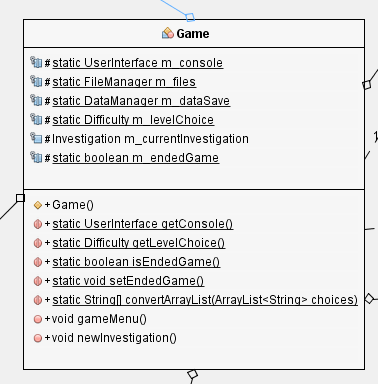 Game
#static UserInterface m_console
#static FileManager m_files
#static DataManager m_dataSave
#static Difficulty m_levelChoice
#Investigation m_currentInvestigation
#static boolean m_endedGame
+Game()
+static UserInterface getConsole()
+static Difficulty getLevelChoice()
+static boolean isEndedGame()
+static void setEndedGame()
+static String[] convertArrayList(ArrayList<String> choices)
+void gameMenu()
+void newInvestigation()